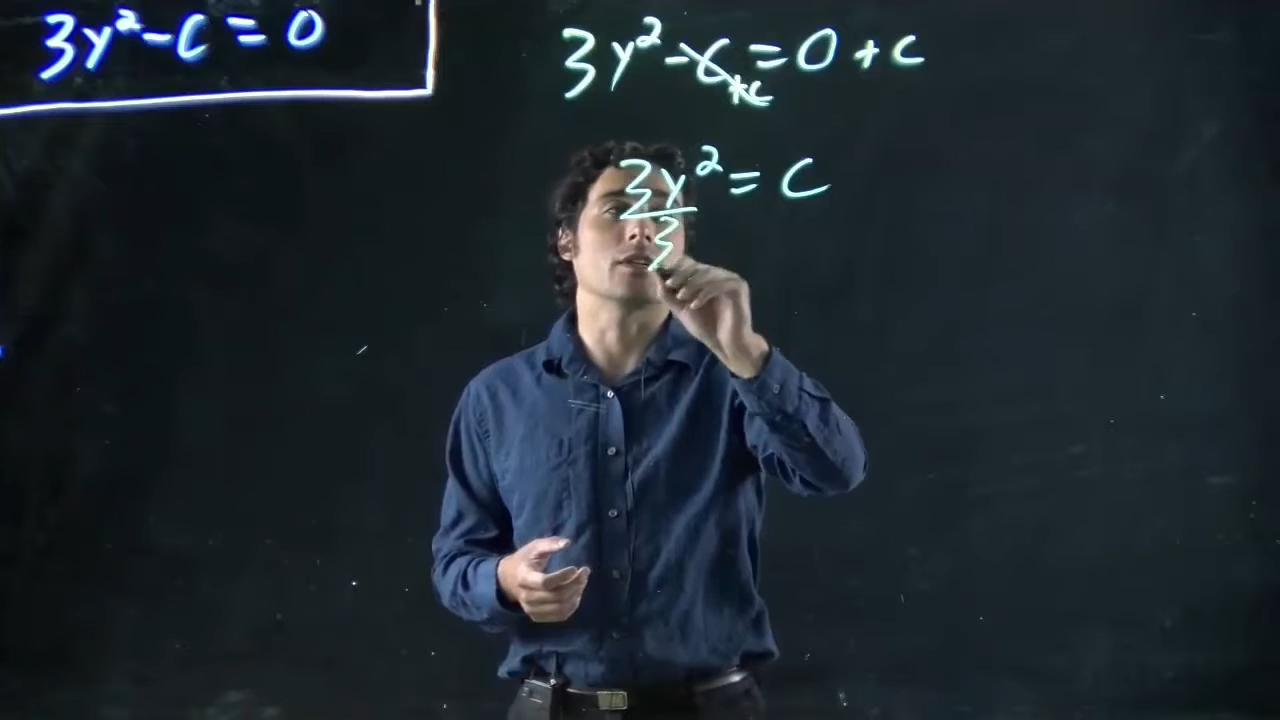 3y² - c = 0
3y² - c = 0 + c
+c
3y² = c
3